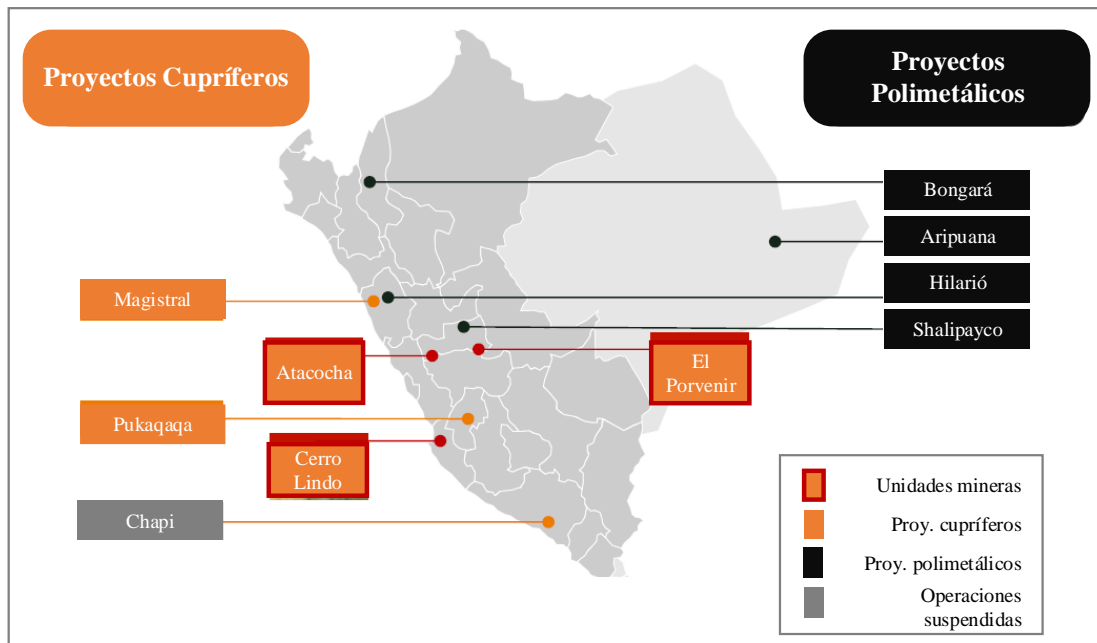 Proyectos Cupríferos
Proyectos
Polimetálicos
Bongará
Aripuana
Hilarió
Shalipayco
Magistral
Atacocha
El
Porvenir
Pukaqaqa
Cerro
Lindo
Chapi
Unidades mineras
Proy. cupríferos
Proy. polimetálicos
Operaciones
suspendidas